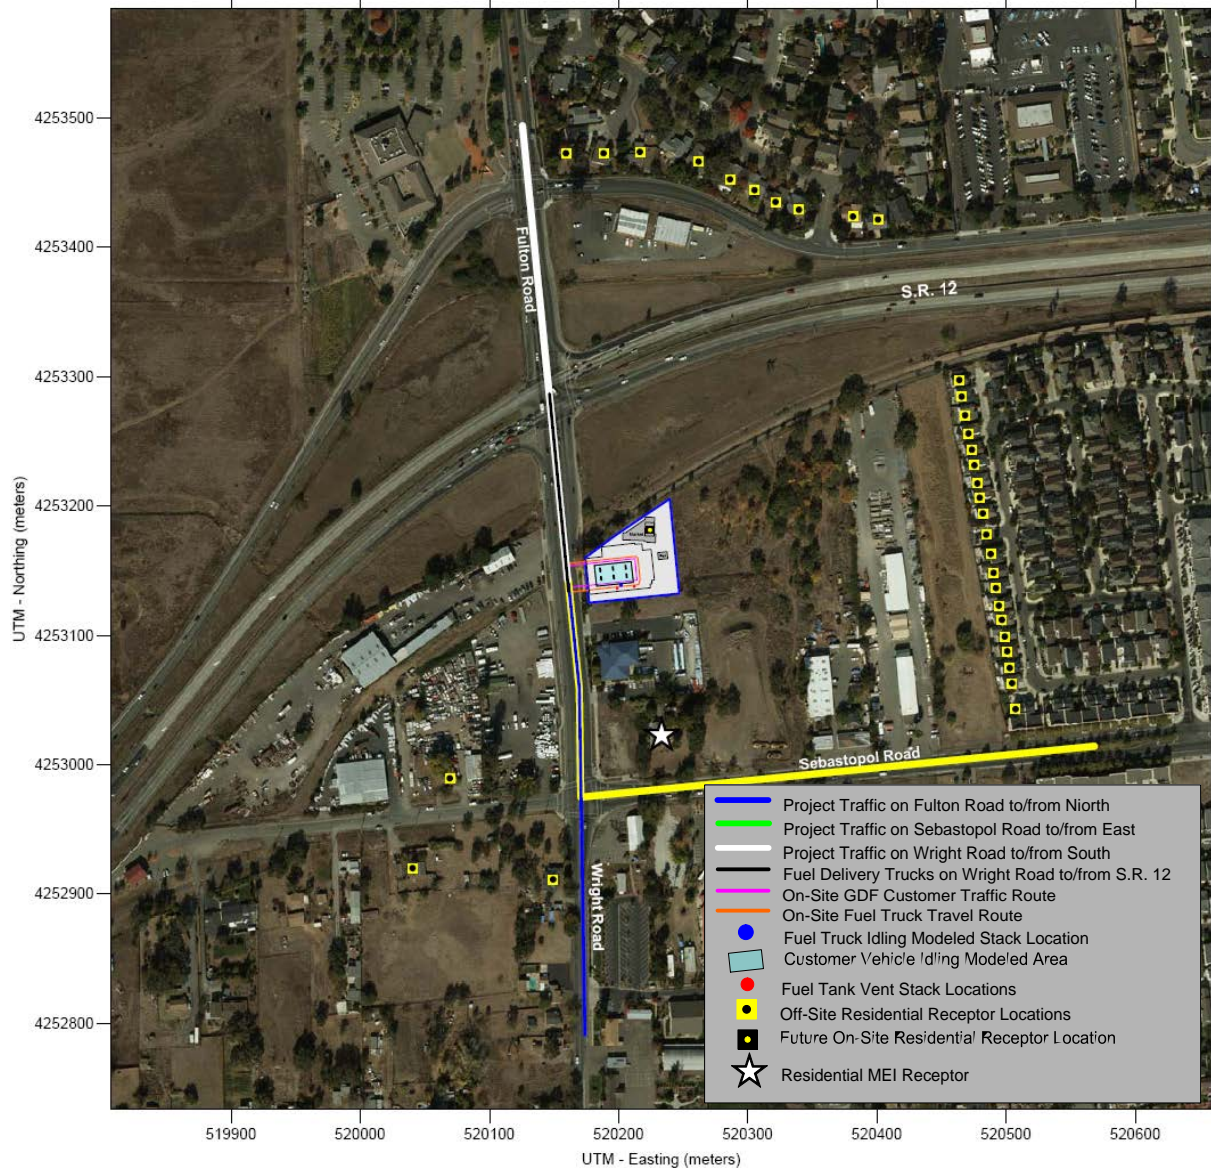 4253500
4253400
4253300
4253200
4253100
4253000
4252900
4252800
UTM - Northing (meters)
Fulton Road ..
S.R. 12
Sebastopol Road
Wright Road
Project Traffic on Fulton Road to/from North
Project Traffic on Sebastopol Road to/from East
Project Traffic on Wright Road to/from South
Fuel Delivery Trucks on Wright Road to/from S.R. 12
On-Site GDF Customer Traffic Route
On-Site Fuel Truck Travel Route
Fuel Truck Idling Modeled Stack Location
Customer Vehicle Idling Modeled Area
Fuel Tank Vent Stack Locations
Off-Site Residential Receptor Locations
Future On-Site Residential Receptor Location
Residential MEI Receptor
519900 520000 520100 520200 520300 520400 520500 520600
UTM - Easting (meters)